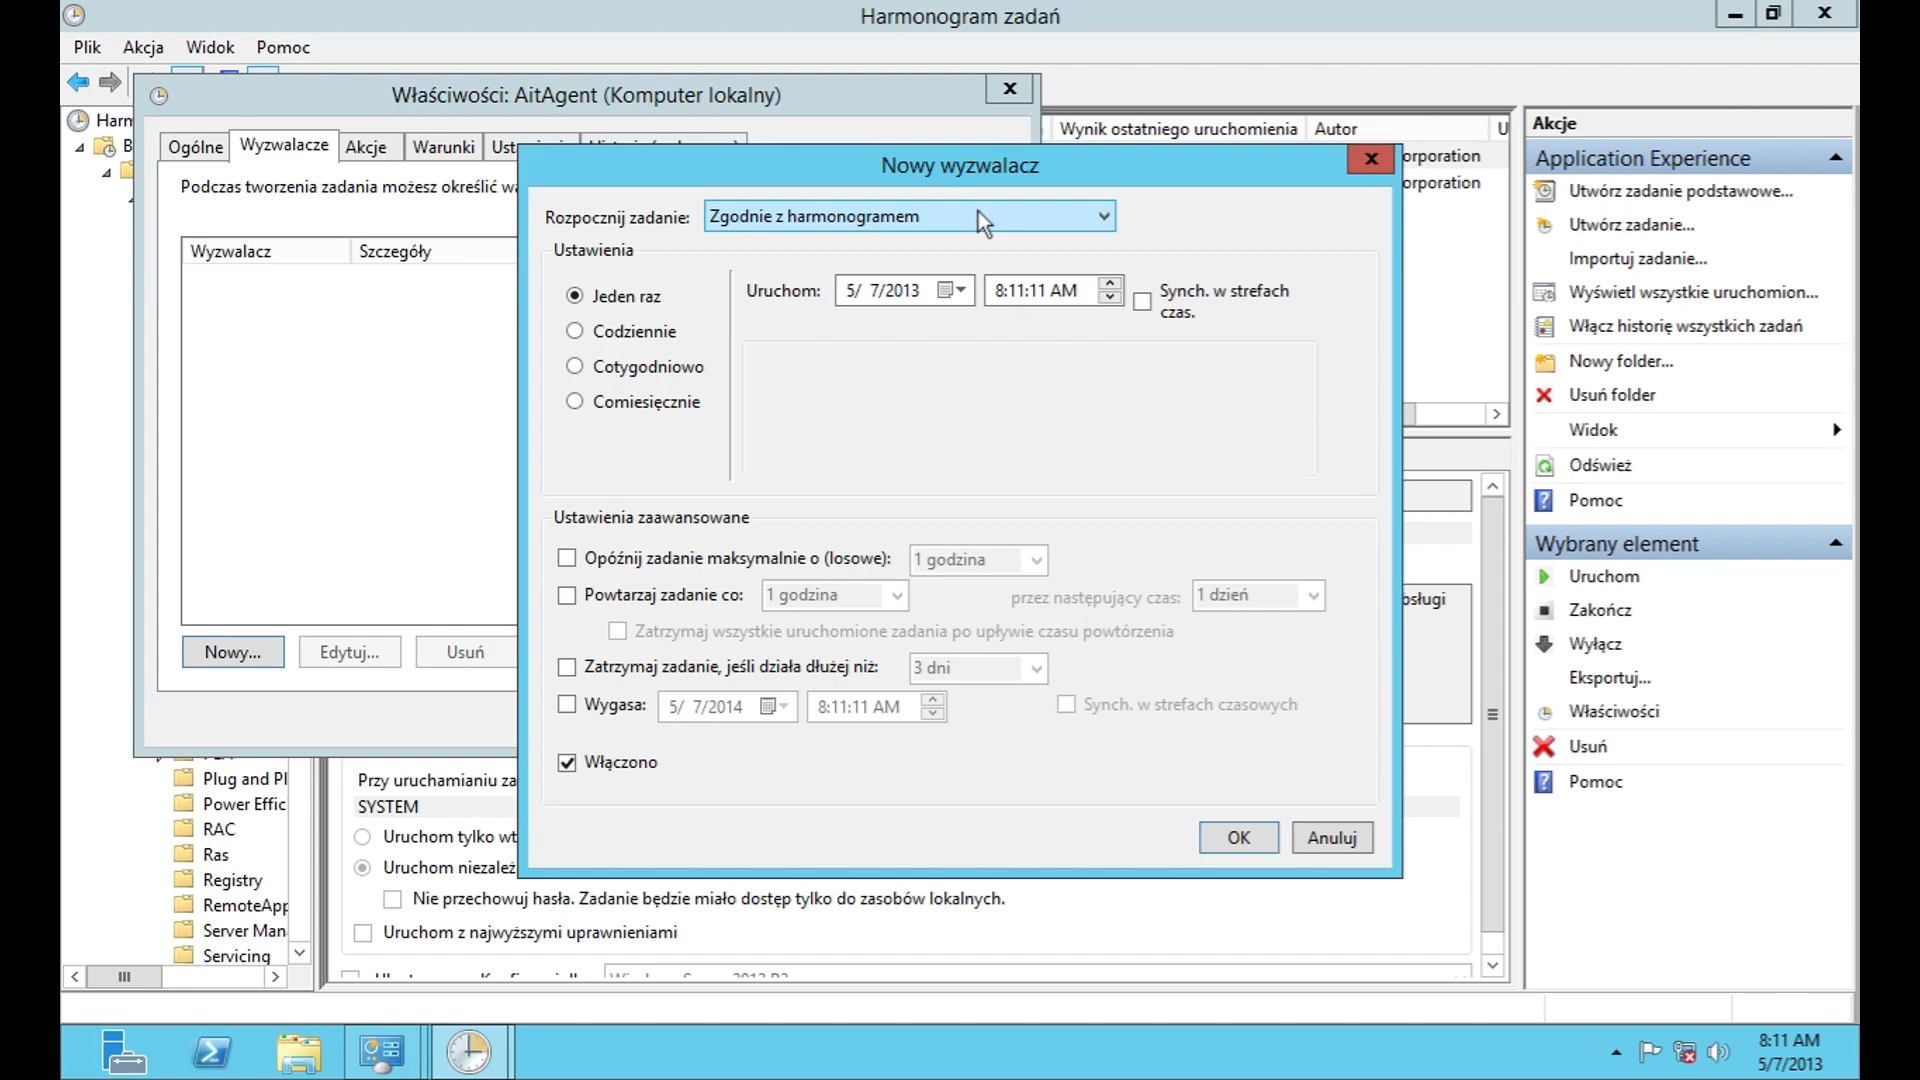 Harmonogram zadań
Plik Akcja Widok Pomoc
Właściwości: AitAgent (Komputer lokalny)
Harm
B
Ogólne Wyzwalacze Akcje Warunki
Podczas tworzenia zadania możesz określić
Wyzwalacz Szczegóły
Nowy wyzwalacz
Rozpocznij zadanie: Zgodnie z harmonogramem
Ustawienia
Jeden raz
Codziennie
Cotygodniowo
Comiesięcznie
Uruchom: 5/ 7/2013 8:11:11 AM
Synch. w strefach
czas.
Ustawienia zaawansowane
Opóźnij zadanie maksymalnie o (losowe): 1 godzina
Powtarzaj zadanie co: 1 godzina przez następujący czas: 1 dzień
Zatrzymaj wszystkie uruchomione zadania po upływie czasu powtórzenia
Zatrzymaj zadanie, jeśli działa dłużej niż: 3 dni
Wygasa: 5/ 7/2014 8:11:11 AM Synch. w strefach czasowych
Włączono
OK Anuluj
Nowy... Edytuj... Usuń
Wynik ostatniego uruchomienia Autor U
orporation
orporation
bsługi
Plug and Pl
Power Effic
RAC
Ras
Registry
RemoteApp
Server Man
Servicing
Przy uruchamianiu za
SYSTEM
Uruchom tylko wt
Uruchom niezależ
Nie przechowuj hasła. Zadanie będzie miało dostęp tylko do zasobów lokalnych.
Uruchom z najwyższymi uprawnieniami
Akcje
Application Experience
Utwórz zadanie podstawowe...
Utwórz zadanie...
Importuj zadanie...
Wyświetl wszystkie uruchomion...
Włącz historię wszystkich zadań
Nowy folder...
Usuń folder
Widok
Odśwież
Pomoc
Wybrany element
Uruchom
Zakończ
Wyłącz
Eksportuj...
Właściwości
Usuń
Pomoc
8:11 AM
5/7/2013